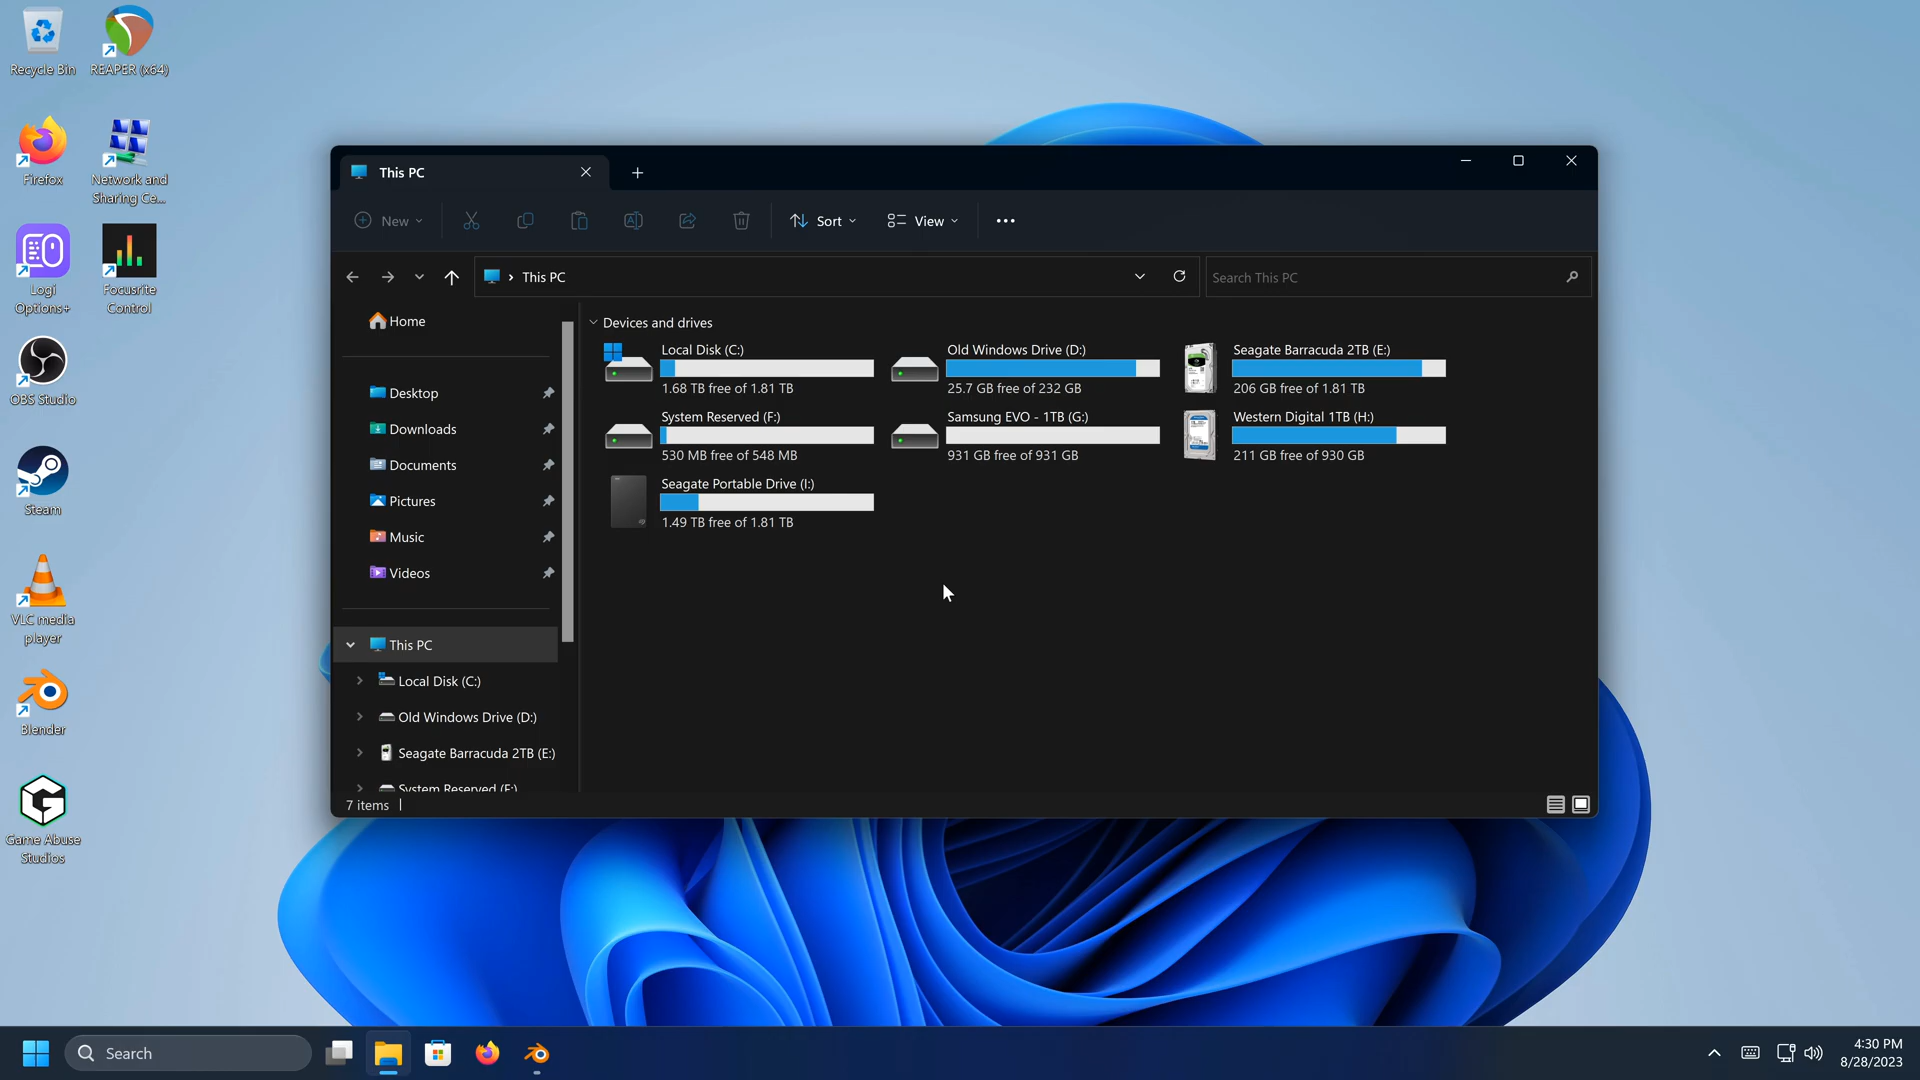 Recycle Bin
REAPER (x64)
Firefox
Network and
Sharing Ce...
Logi
Options+
Focusrite
Control
OBS Studio
Steam
VLC media
player
Blender
Game Abuse
Studios
This PC
New
Sort
View
This PC
Search This PC
Home
Desktop
Downloads
Documents
Pictures
Music
Videos
This PC
Local Disk (C:)
Old Windows Drive (D:)
Seagate Barracuda 2TB (E:)
System Reserved (F:)
7 items
Devices and drives
Local Disk (C:)
1.68 TB free of 1.81 TB
Old Windows Drive (D:)
25.7 GB free of 232 GB
Seagate Barracuda 2TB (E:)
206 GB free of 1.81 TB
System Reserved (F:)
530 MB free of 548 MB
Samsung EVO - 1TB (G:)
931 GB free of 931 GB
Western Digital 1TB (H:)
211 GB free of 930 GB
Seagate Portable Drive (I:)
1.49 TB free of 1.81 TB
Search
4:30 PM
8/28/2023